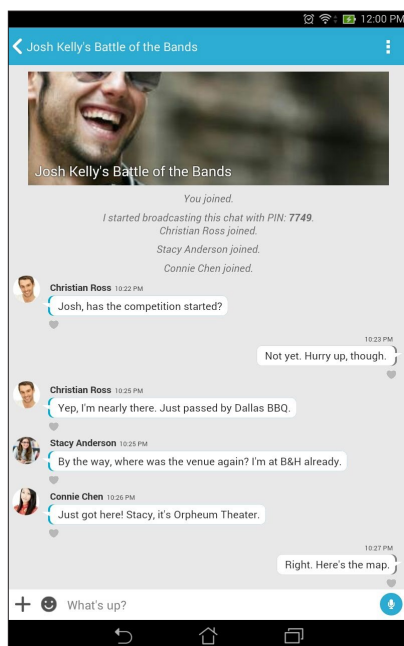 12:00 PM
Josh Kelly's Battle of the Bands
Josh Kelly's Battle of the Bands
You joined.
I started broadcasting this chat with PIN: 7749.
Christian Ross joined.
Stacy Anderson joined.
Connie Chen joined.
Christian Ross 10:22 PM
Josh, has the competition started?
10:23 PM
Not yet. Hurry up, though.
Christian Ross 10:25 PM
Yep, I'm nearly there. Just passed by Dallas BBQ.
Stacy Anderson 10:25 PM
By the way, where was the venue again? I'm at B&H already.
Connie Chen 10:26 PM
Just got here! Stacy, it's Orpheum Theater.
10:27 PM
Right. Here's the map.
What's up?